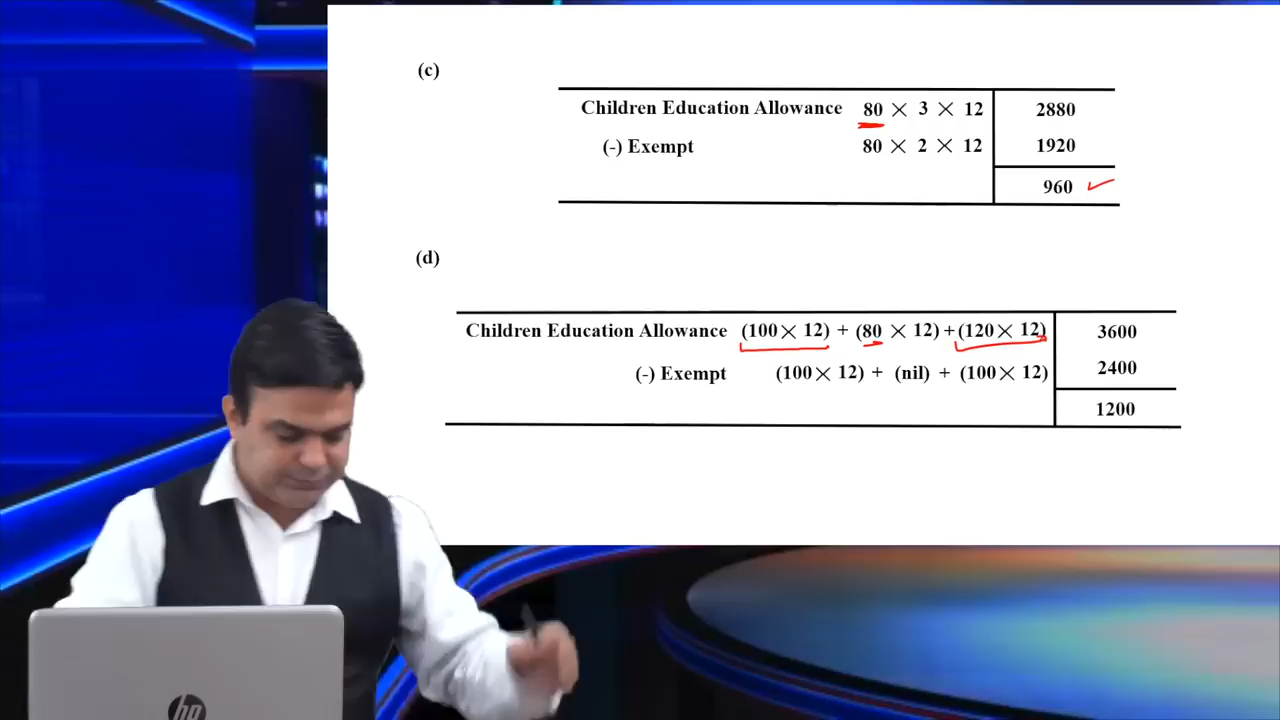 (c)
Children Education Allowance 80 × 3 × 12 2880
(-) Exempt 80 × 2 × 12 1920
960
(d)
Children Education Allowance (100 × 12) + (80 × 12) + (120 × 12) 3600
(-) Exempt (100 × 12) + (nil) + (100 × 12) 2400
1200
hp